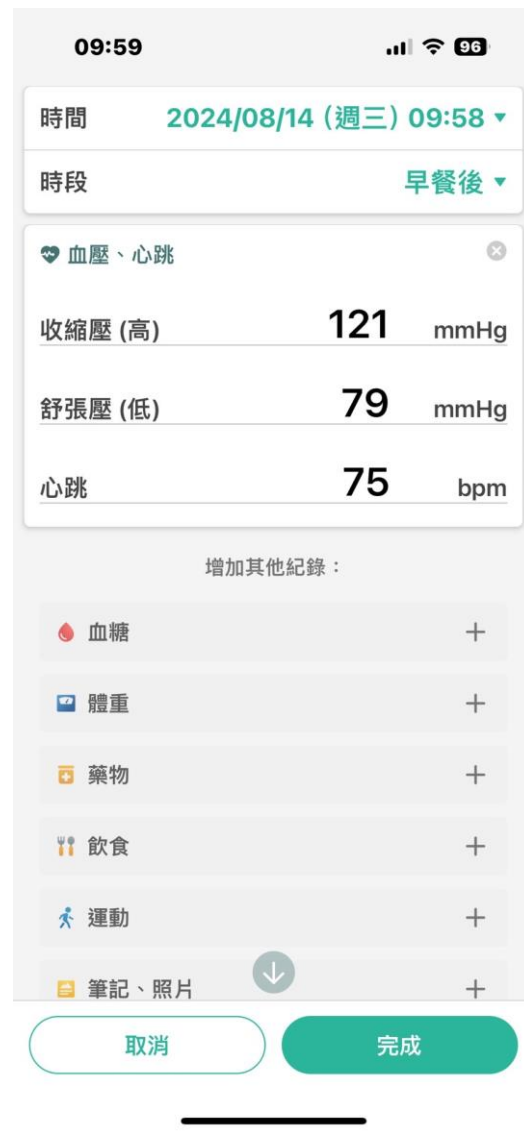 09:59 96
時間 2024/08/14 (週三) 09:58
時段 早餐後
血壓、心跳
收縮壓 (高) 121 mmHg
舒張壓 (低) 79 mmHg
心跳 75 bpm
增加其他紀錄：
血糖
體重
藥物
飲食
運動
筆記、照片
取消 完成